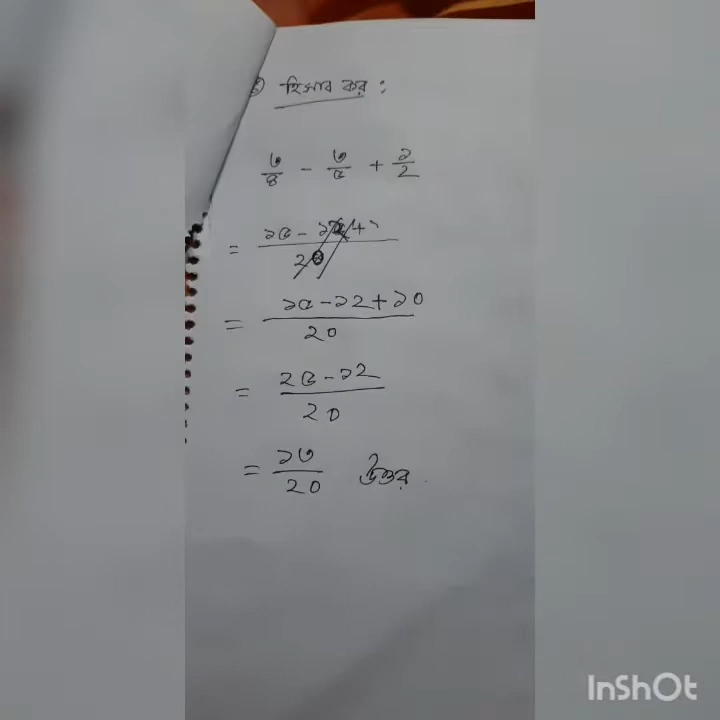 হিসাব কর :
৩/৪ - ৩/৫ + ১/২
= ১৫ - ১২ + ১০ / ২০
= ২৫ - ১২ / ২০
= ১৩ / ২০ উত্তর
InShOt